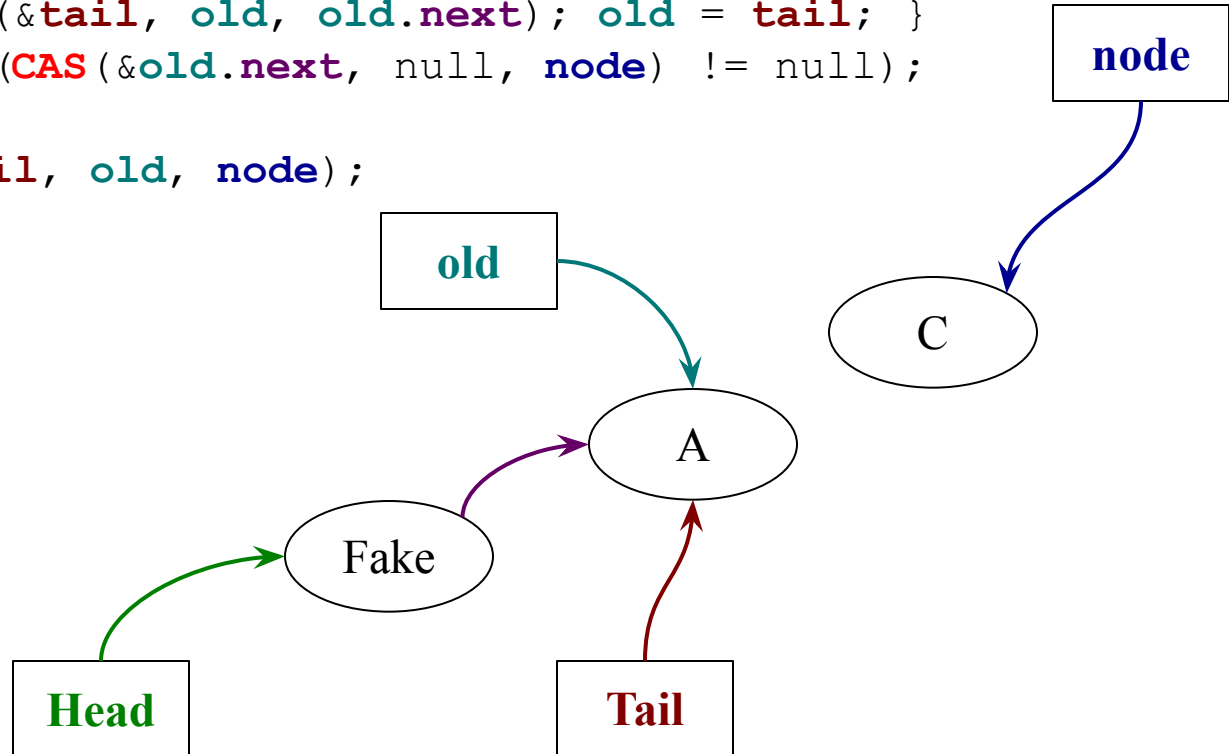 (&tail, old, old.next); old = tail; }
(CAS(&old.next, null, node) != null);
node
il, old, node);
old
C
A
Fake
Head
Tail